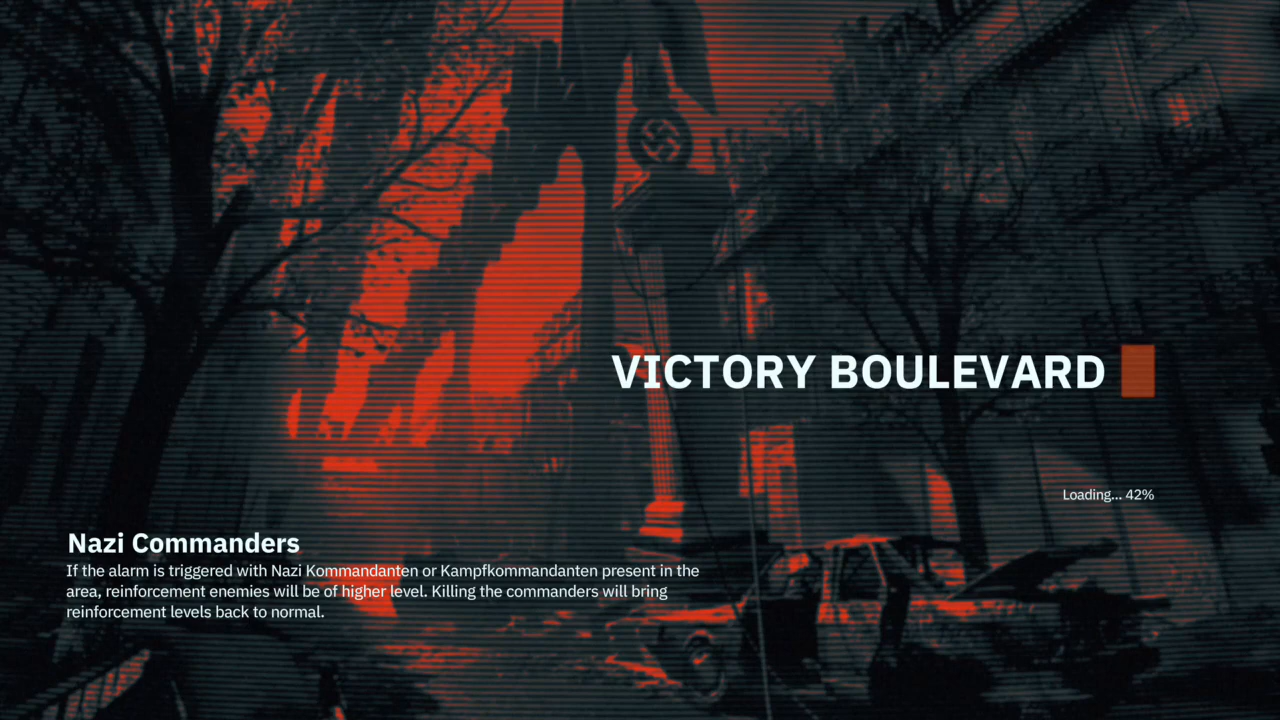 VICTORY BOULEVARD
Loading... 42%
Nazi Commanders
If the alarm is triggered with Nazi Kommandanten or Kampfkommandanten present in the
area, reinforcement enemies will be of higher level. Killing the commanders will bring
reinforcement levels back to normal.